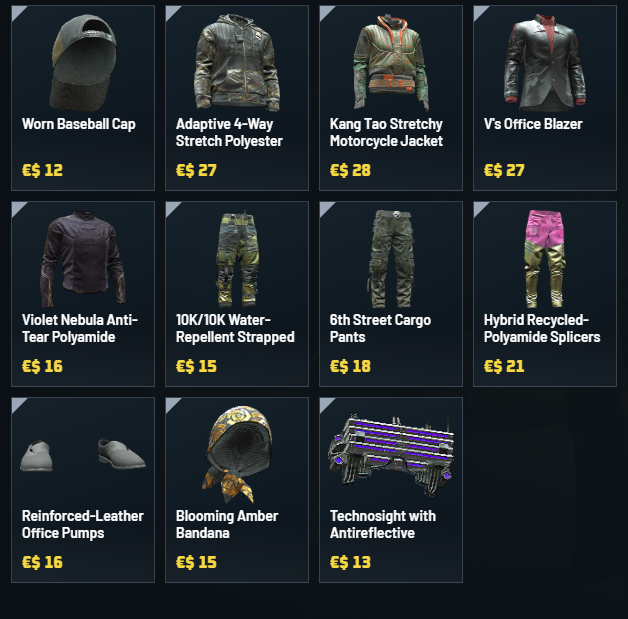 Worn Baseball Cap
€$ 12
Adaptive 4-Way
Stretch Polyester
€$ 27
Kang Tao Stretchy
Motorcycle Jacket
€$ 28
V's Office Blazer
€$ 27
Violet Nebula Anti-
Tear Polyamide
€$ 16
10K/10K Water-
Repellent Strapped
€$ 15
6th Street Cargo
Pants
€$ 18
Hybrid Recycled-
Polyamide Splicers
€$ 21
Reinforced-Leather
Office Pumps
€$ 16
Blooming Amber
Bandana
€$ 15
Technosight with
Antireflective
€$ 13